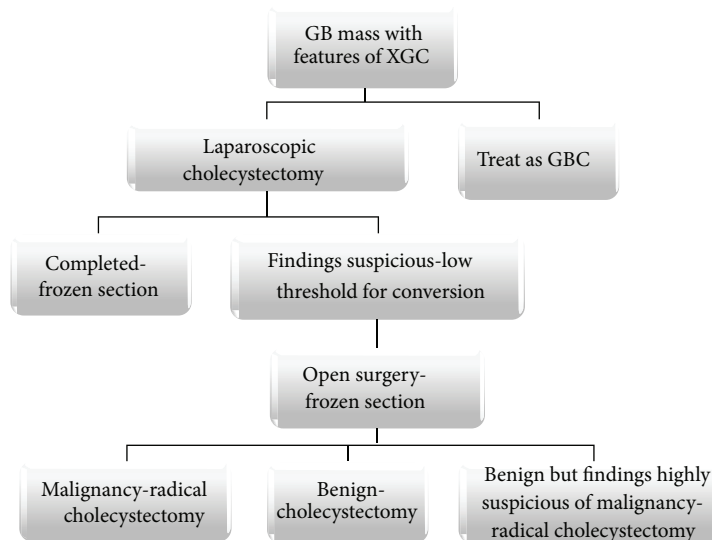 GB mass with
features of XGC
Laparoscopic
cholecystectomy
Treat as GBC
Completed-
frozen section
Findings suspicious-low
threshold for conversion
Open surgery-
frozen section
Malignancy-radical
cholecystectomy
Benign-
cholecystectomy
Benign but findings highly
suspicious of malignancy-
radical cholecystectomy